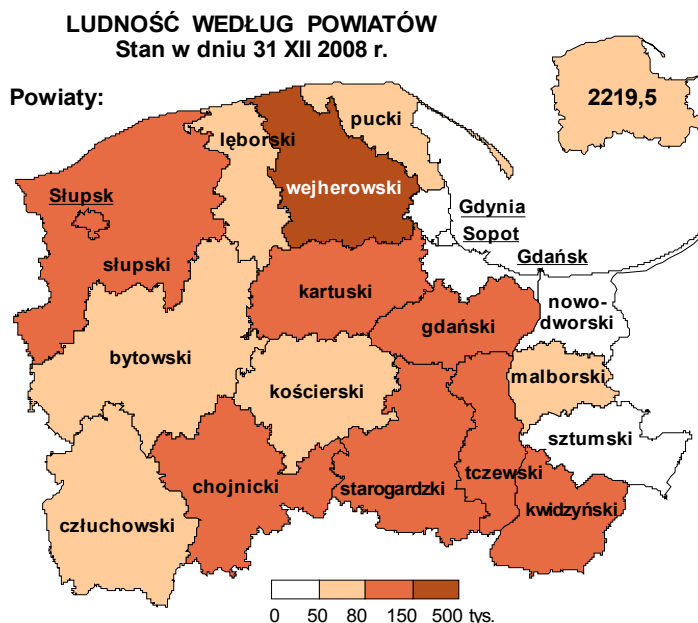 LUDNOŚĆ WEDŁUG POWIATÓW
Stan w dniu 31 XII 2008 r.
2219,5
Powiaty:
pucki
lęborski
wejherowski
Słupsk
Gdynia
Sopot
Gdańsk
słupski
kartuski
nowo-
dworski
gdański
bytowski
malborski
kościerski
sztumski
tczewski
chojnicki
starogardzki
kwidzyński
człuchowski
0 50 80 150 500 tys.